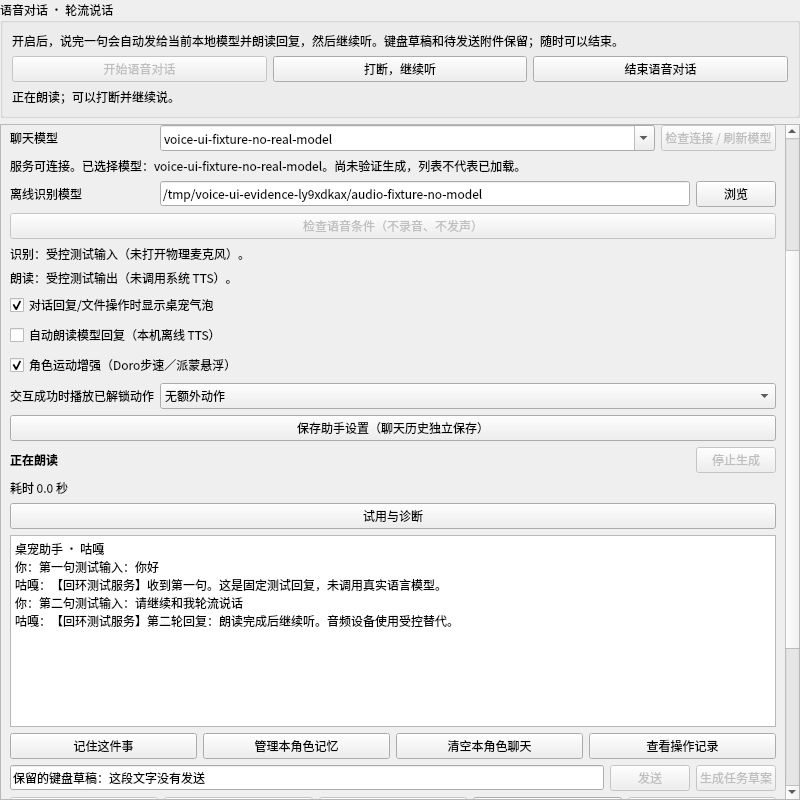 语音对话 · 轮流说话
开启后，说完一句会自动发给当前本地模型并朗读回复，然后继续听。键盘草稿和待发送附件保留；随时可以结束。
开始语音对话 打断，继续听 结束语音对话
正在朗读；可以打断并继续说。
聊天模型 voice-ui-fixture-no-real-model 检查连接 / 刷新模型
服务可连接。已选择模型：voice-ui-fixture-no-real-model。尚未验证生成，列表不代表已加载。
离线识别模型 /tmp/voice-ui-evidence-ly9xdkax/audio-fixture-no-model 浏览
检查语音条件（不录音、不发声）
识别：受控测试输入（未打开物理麦克风）。
朗读：受控测试输出（未调用系统 TTS）。
对话回复/文件操作时显示桌宠气泡
自动朗读模型回复（本机离线 TTS）
角色运动增强（Doro步速／派蒙悬浮）
交互成功时播放已解锁动作 无额外动作
保存助手设置（聊天历史独立保存）
正在朗读 停止生成
耗时 0.0 秒
试用与诊断
桌宠助手 · 咕嘎
你：第一句测试输入：你好
咕嘎：【回环测试服务】收到第一句。这是固定测试回复，未调用真实语言模型。
你：第二句测试输入：请继续和我轮流说话
咕嘎：【回环测试服务】第二轮回复：朗读完成后继续听。音频设备使用受控替代。
记住这件事 管理本角色记忆 清空本角色聊天 查看操作记录
保留的键盘草稿：这段文字没有发送 发送 生成任务草案